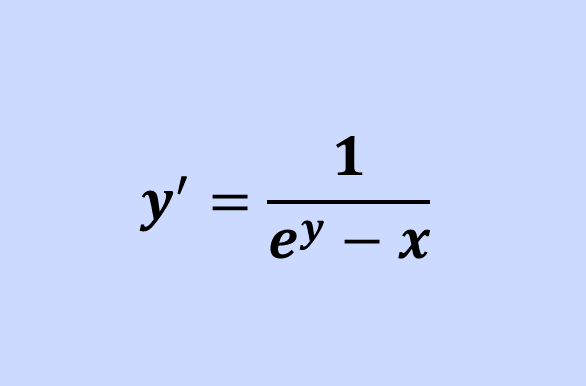 y′ = 1 / (e^y − x)